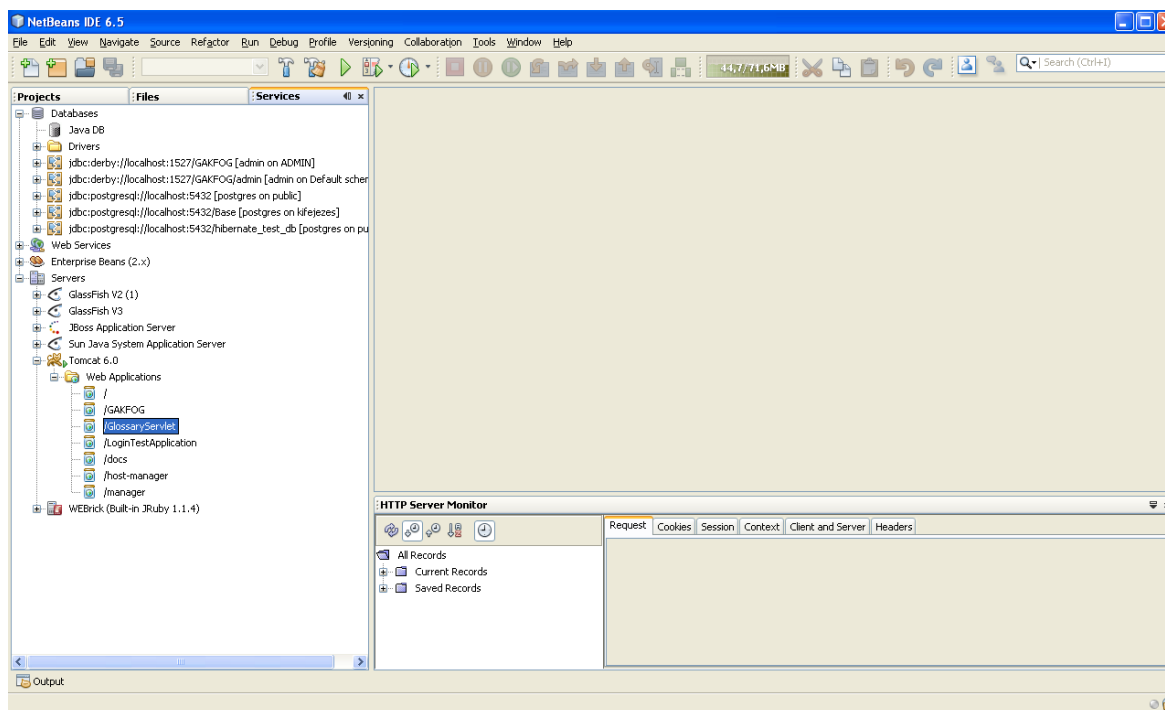 NetBeans IDE 6.5
File Edit View Navigate Source Refactor Run Debug Profile Versioning Collaboration Tools Window Help
44,7/71,6MB
Search (Ctrl+I)
Projects Files Services
Databases
Java DB
Drivers
jdbc:derby://localhost:1527/GAKFOG [admin on ADMIN]
jdbc:derby://localhost:1527/GAKFOG/admin [admin on Default scher
jdbc:postgresql://localhost:5432 [postgres on public]
jdbc:postgresql://localhost:5432/Base [postgres on kifejezes]
jdbc:postgresql://localhost:5432/hibernate_test_db [postgres on pu
Web Services
Enterprise Beans (2.x)
Servers
GlassFish V2 (1)
GlassFish V3
JBoss Application Server
Sun Java System Application Server
Tomcat 6.0
Web Applications
/
/GAKFOG
/GlossaryServlet
/LoginTestApplication
/docs
/host-manager
/manager
WEBrick (Built-in JRuby 1.1.4)
HTTP Server Monitor
All Records
Current Records
Saved Records
Request Cookies Session Context Client and Server Headers
Output